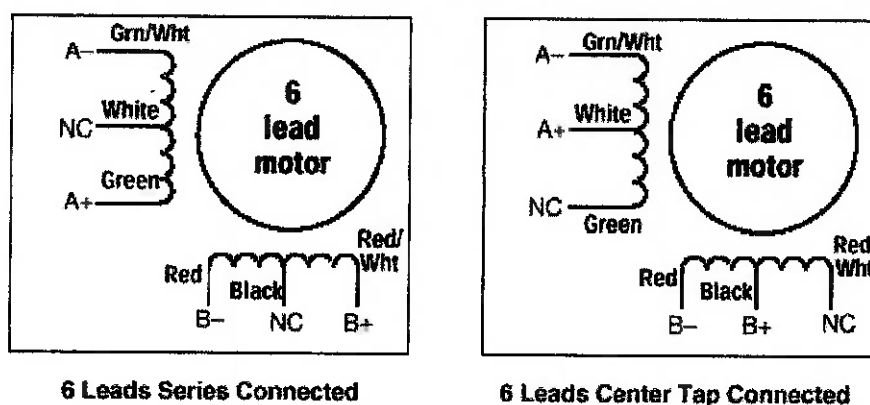 Grn/Wht
A–
White
NC
Green
A+
6
lead
motor
Red/
Wht
Red
Black
B–
NC
B+
6 Leads Series Connected
Grn/Wht
A–
White
A+
NC
Green
6
lead
motor
Red
Wht
Red
Black
B–
B+
NC
6 Leads Center Tap Connected